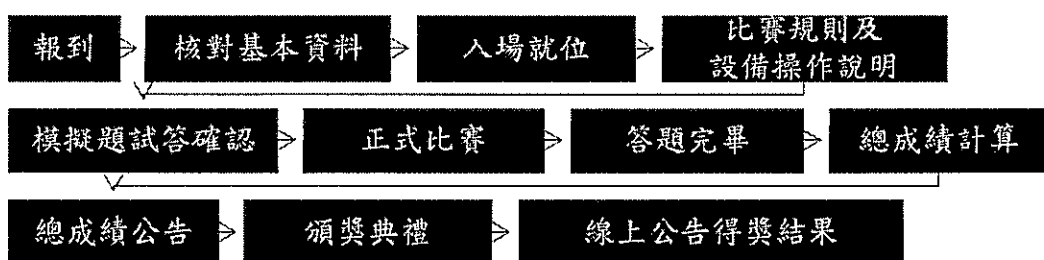 報到
核對基本資料
入場就位
比賽規則及
設備操作說明
模擬題試答確認
正式比賽
答題完畢
總成績計算
總成績公告
頒獎典禮
線上公告得獎結果